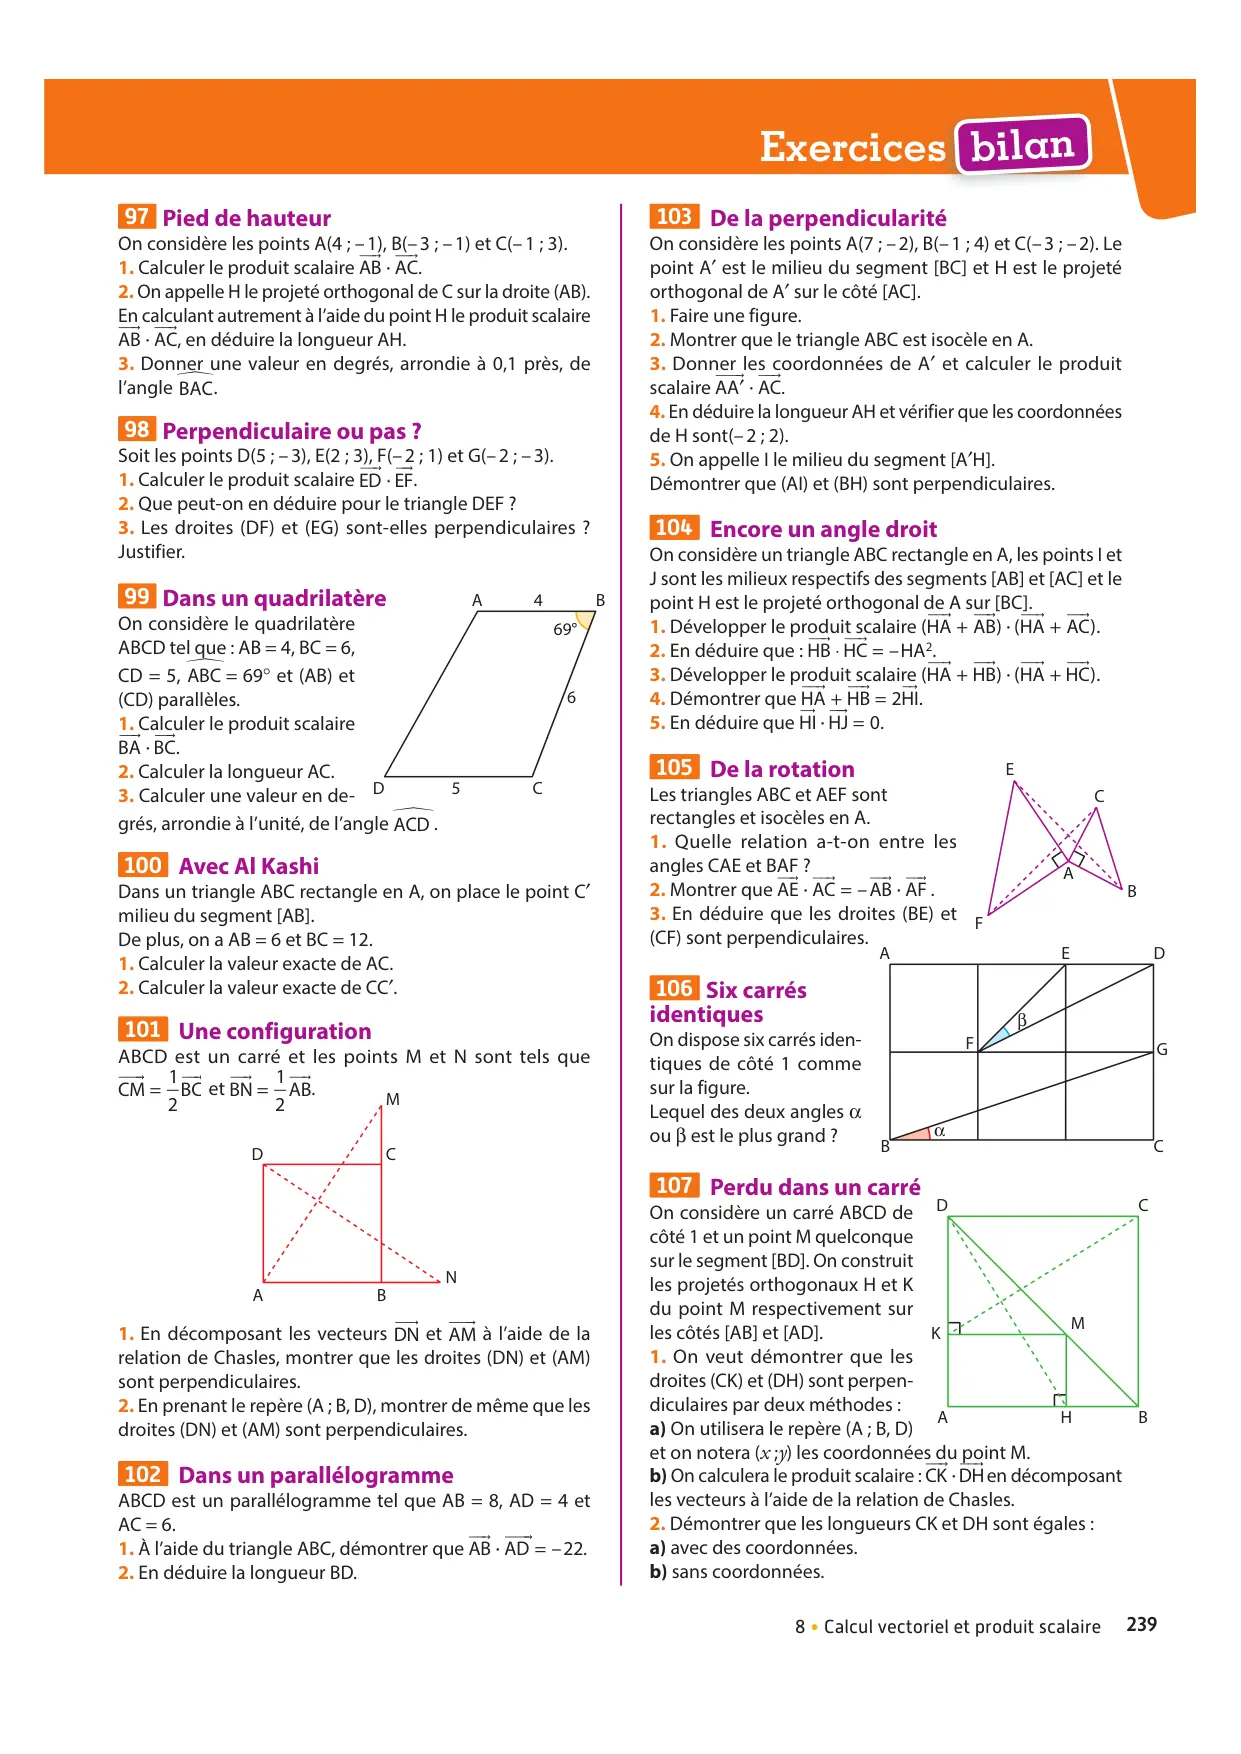 Exercices bilan
97 Pied de hauteur
On considère les points A(4 ; – 1), B(– 3 ; – 1) et C(– 1 ; 3).
1. Calculer le produit scalaire AB · AC.
2. On appelle H le projeté orthogonal de C sur la droite (AB).
En calculant autrement à l’aide du point H le produit scalaire
AB · AC, en déduire la longueur AH.
3. Donner une valeur en degrés, arrondie à 0,1 près, de
l’angle BAC.
98 Perpendiculaire ou pas ?
Soit les points D(5 ; – 3), E(2 ; 3), F(– 2 ; 1) et G(– 2 ; – 3).
1. Calculer le produit scalaire ED · EF.
2. Que peut-on en déduire pour le triangle DEF ?
3. Les droites (DF) et (EG) sont-elles perpendiculaires ?
Justifier.
99 Dans un quadrilatère
On considère le quadrilatère
ABCD tel que : AB = 4, BC = 6,
CD = 5, ABC = 69° et (AB) et
(CD) parallèles.
1. Calculer le produit scalaire
BA · BC.
2. Calculer la longueur AC.
3. Calculer une valeur en de-
grés, arrondie à l’unité, de l’angle ACD .
A 4 B
69°
6
D 5 C
100 Avec Al Kashi
Dans un triangle ABC rectangle en A, on place le point C′
milieu du segment [AB].
De plus, on a AB = 6 et BC = 12.
1. Calculer la valeur exacte de AC.
2. Calculer la valeur exacte de CC′.
101 Une configuration
ABCD est un carré et les points M et N sont tels que
CM = 1/2 BC et BN = 1/2 AB.
M
D C
N
A B
1. En décomposant les vecteurs DN et AM à l’aide de la
relation de Chasles, montrer que les droites (DN) et (AM)
sont perpendiculaires.
2. En prenant le repère (A ; B, D), montrer de même que les
droites (DN) et (AM) sont perpendiculaires.
102 Dans un parallélogramme
ABCD est un parallélogramme tel que AB = 8, AD = 4 et
AC = 6.
1. À l’aide du triangle ABC, démontrer que AB · AD = – 22.
2. En déduire la longueur BD.
103 De la perpendicularité
On considère les points A(7 ; – 2), B(– 1 ; 4) et C(– 3 ; – 2). Le
point A′ est le milieu du segment [BC] et H est le projeté
orthogonal de A′ sur le côté [AC].
1. Faire une figure.
2. Montrer que le triangle ABC est isocèle en A.
3. Donner les coordonnées de A′ et calculer le produit
scalaire AA′ · AC.
4. En déduire la longueur AH et vérifier que les coordonnées
de H sont(– 2 ; 2).
5. On appelle I le milieu du segment [A′H].
Démontrer que (AI) et (BH) sont perpendiculaires.
104 Encore un angle droit
On considère un triangle ABC rectangle en A, les points I et
J sont les milieux respectifs des segments [AB] et [AC] et le
point H est le projeté orthogonal de A sur [BC].
1. Développer le produit scalaire (HA + AB) · (HA + AC).
2. En déduire que : HB · HC = – HA².
3. Développer le produit scalaire (HA + HB) · (HA + HC).
4. Démontrer que HA + HB = 2HI.
5. En déduire que HI · HJ = 0.
105 De la rotation
Les triangles ABC et AEF sont
rectangles et isocèles en A.
1. Quelle relation a-t-on entre les
angles CAE et BAF ?
2. Montrer que AE · AC = – AB · AF .
3. En déduire que les droites (BE) et
(CF) sont perpendiculaires.
E
C
A
B
F
106 Six carrés
identiques
On dispose six carrés iden-
tiques de côté 1 comme
sur la figure.
Lequel des deux angles α
ou β est le plus grand ?
A E D
β
F G
α
B C
107 Perdu dans un carré
On considère un carré ABCD de
côté 1 et un point M quelconque
sur le segment [BD]. On construit
les projetés orthogonaux H et K
du point M respectivement sur
les côtés [AB] et [AD].
1. On veut démontrer que les
droites (CK) et (DH) sont perpen-
diculaires par deux méthodes :
a) On utilisera le repère (A ; B, D)
et on notera (x ;y) les coordonnées du point M.
b) On calculera le produit scalaire : CK · DH en décomposant
les vecteurs à l’aide de la relation de Chasles.
2. Démontrer que les longueurs CK et DH sont égales :
a) avec des coordonnées.
b) sans coordonnées.
D C
K M
A H B
8 • Calcul vectoriel et produit scalaire 239